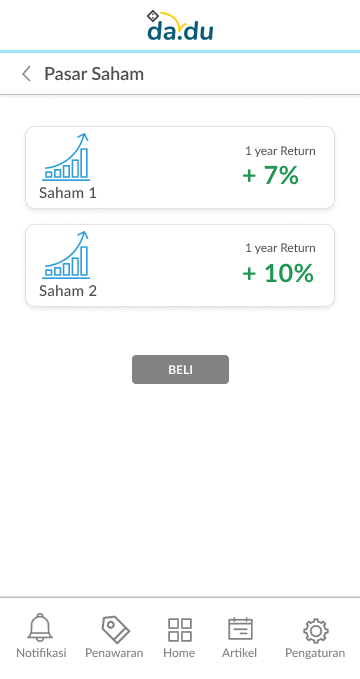 da.du
Pasar Saham
1 year Return
+ 7%
Saham 1
1 year Return
+ 10%
Saham 2
BELI
Notifikasi
Penawaran
Home
Artikel
Pengaturan